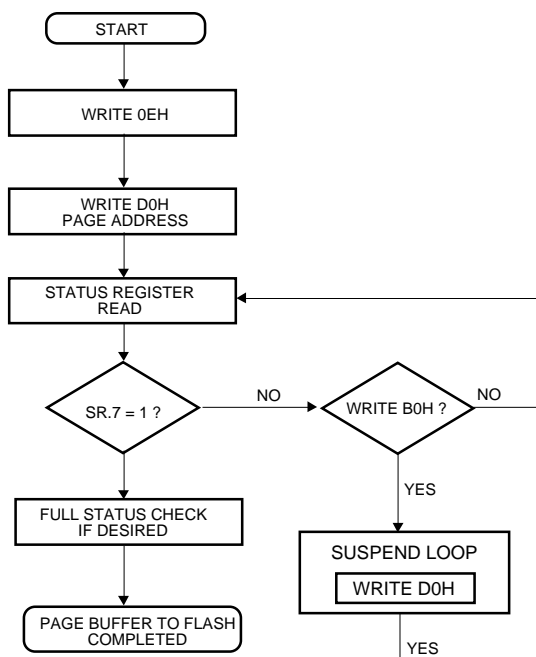 START
WRITE 0EH
WRITE D0H
PAGE ADDRESS
STATUS REGISTER
READ
SR.7 = 1 ?
NO
WRITE B0H ?
NO
YES
FULL STATUS CHECK
IF DESIRED
SUSPEND LOOP
WRITE D0H
PAGE BUFFER TO FLASH
COMPLETED
YES